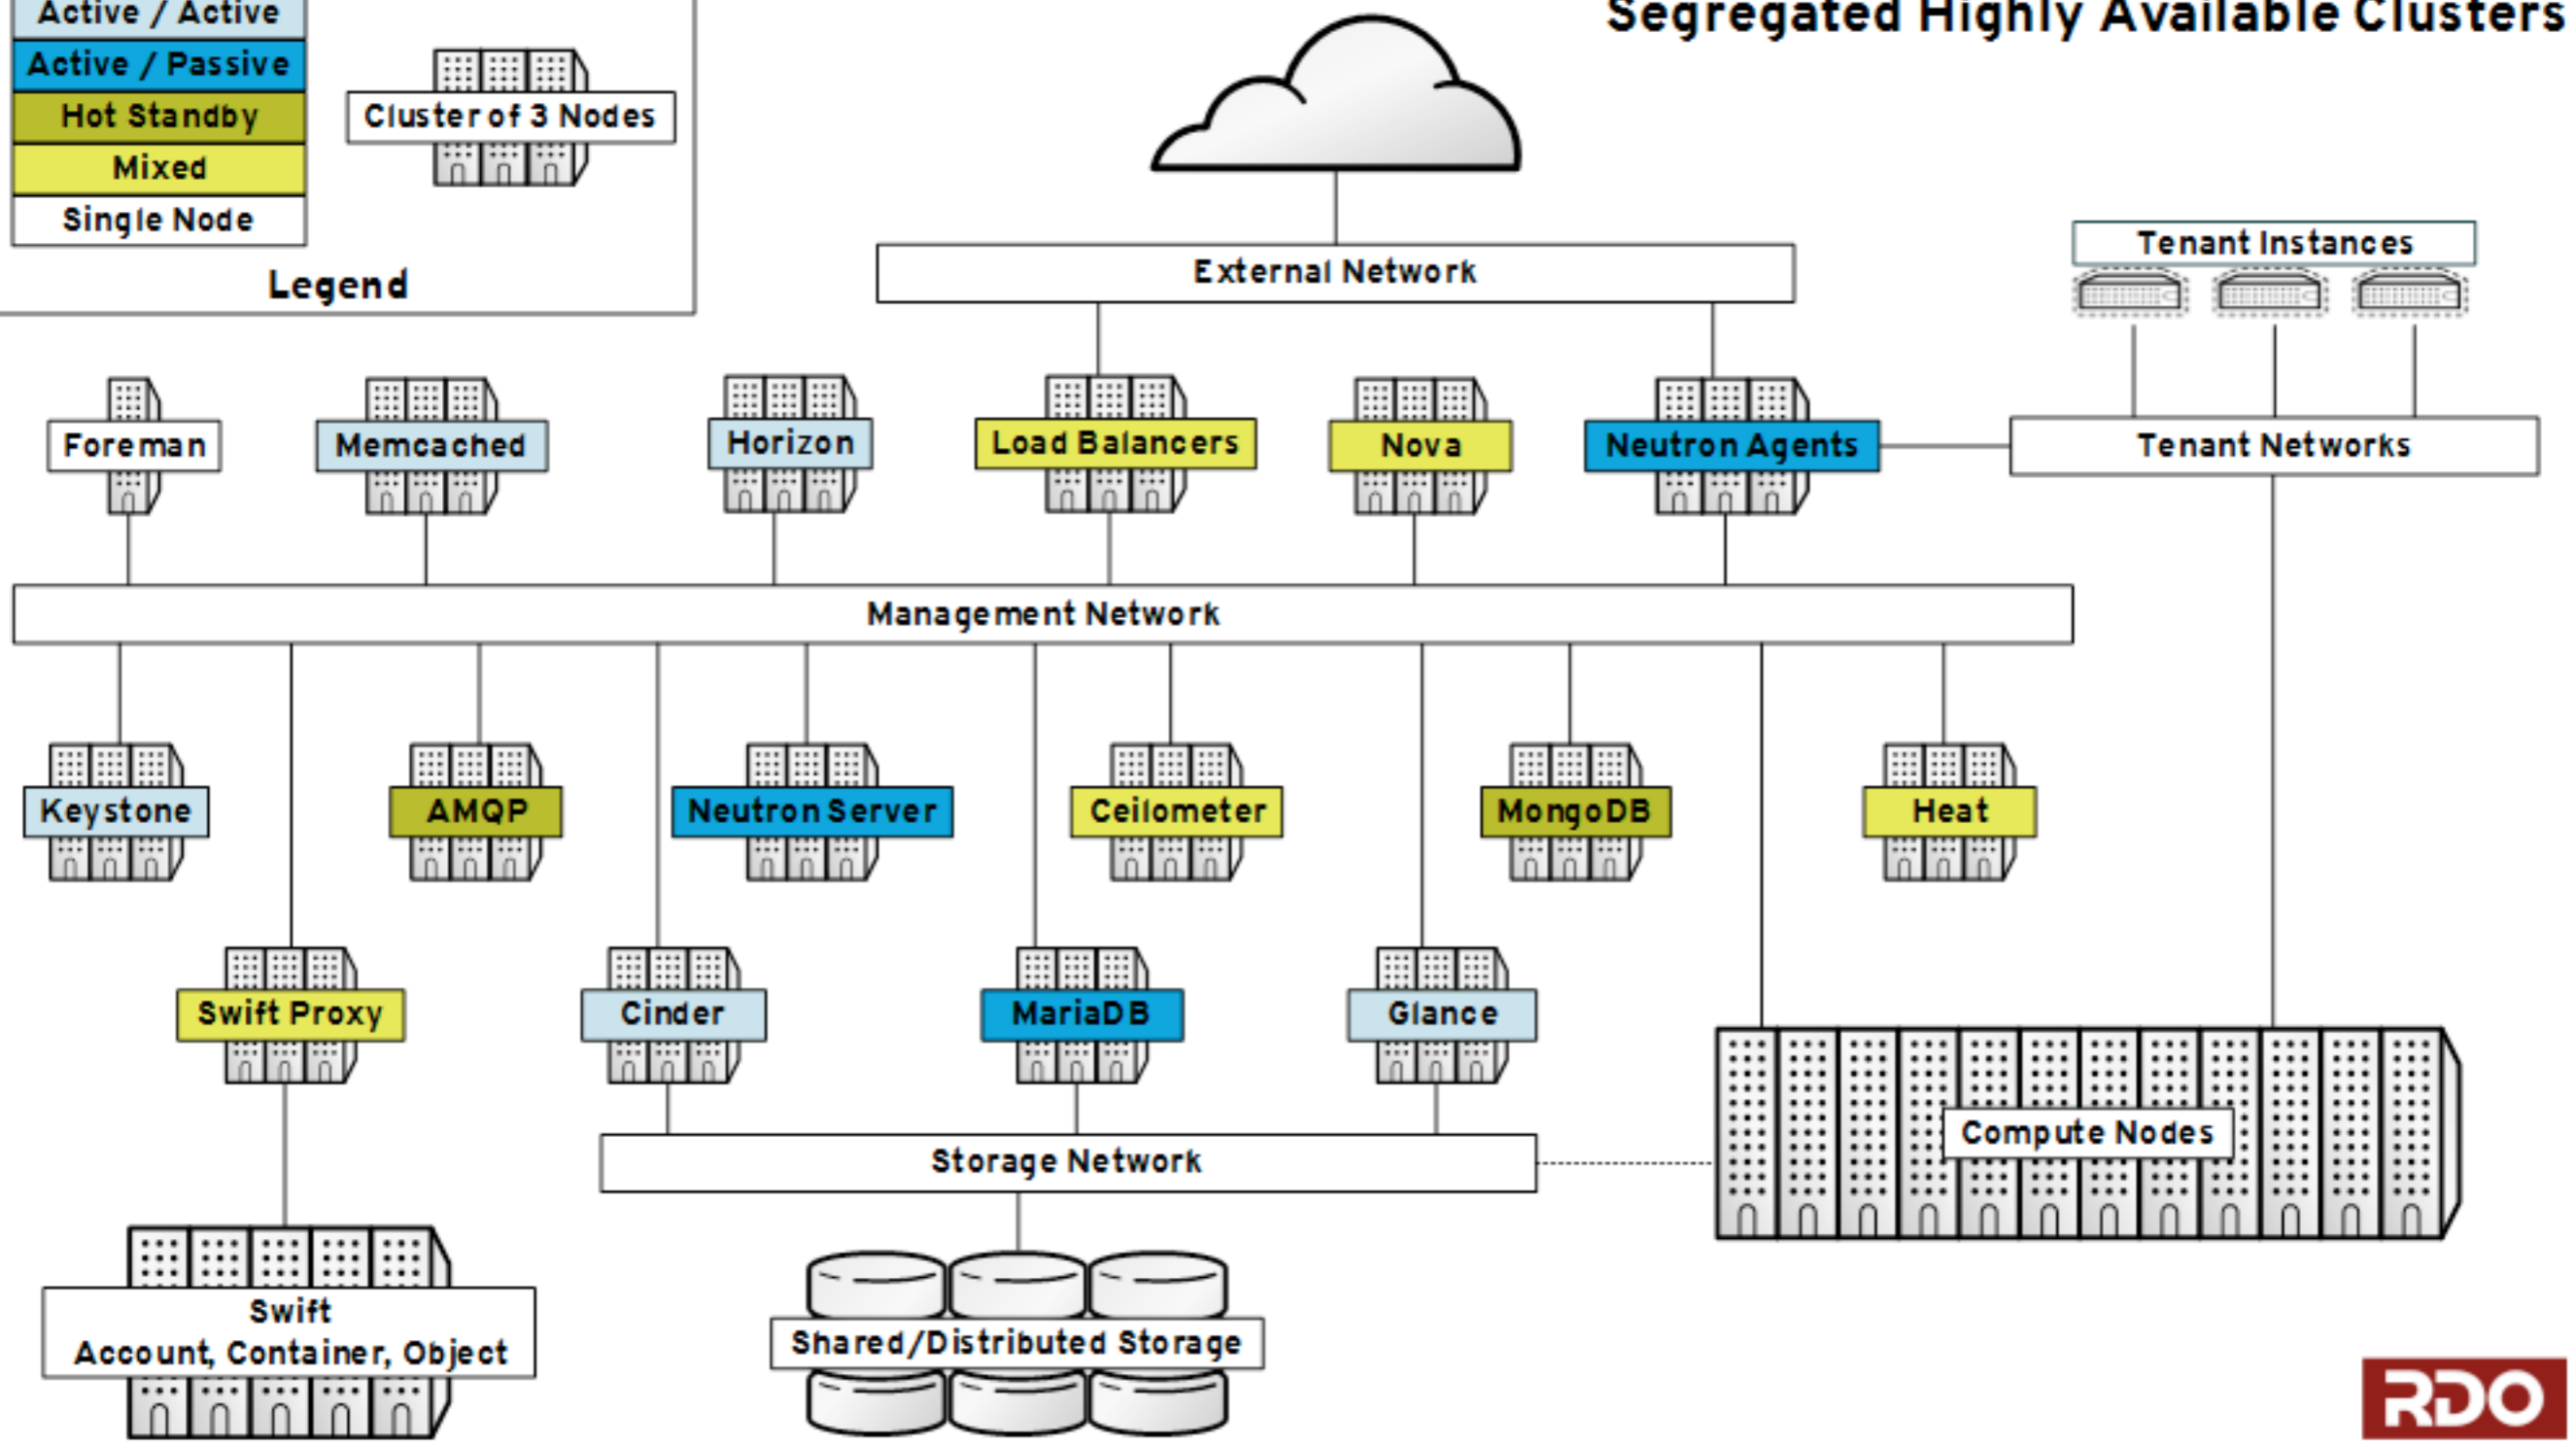 Segregated Highly Available Clusters
Active / Active
Active / Passive
Hot Standby
Mixed
Single Node
Cluster of 3 Nodes
Legend
External Network
Tenant Instances
Foreman
Memcached
Horizon
Load Balancers
Nova
Neutron Agents
Tenant Networks
Management Network
Keystone
AMQP
Neutron Server
Ceilometer
MongoDB
Heat
Swift Proxy
Cinder
MariaDB
Glance
Compute Nodes
Storage Network
Swift
Account, Container, Object
Shared/Distributed Storage
RDO